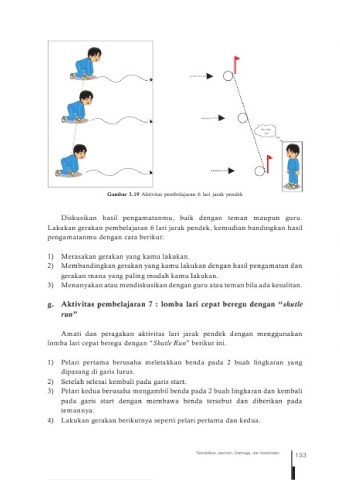 Gambar 3.19 Aktivitas pembelajaran 6 lari jarak pendek
Diskusikan hasil pengamatanmu, baik dengan teman maupun guru.
Lakukan gerakan pembelajaran 6 lari jarak pendek, kemudian bandingkan hasil
pengamatanmu dengan cara berikut:
1) Merasakan gerakan yang kamu lakukan.
2) Membandingkan gerakan yang kamu lakukan dengan hasil pengamatan dan
gerakan mana yang paling mudah kamu lakukan.
3) Menanyakan atau mendiskusikan dengan guru atau teman bila ada kesulitan.
g. Aktivitas pembelajaran 7 : lomba lari cepat beregu dengan “shutle
run”
Amati dan peragakan aktivitas lari jarak pendek dengan menggunakan
lomba lari cepat beregu dengan “Shutle Run” berikut ini.
1) Pelari pertama berusaha meletakkan benda pada 2 buah lingkaran yang
dipasang di garis lurus.
2) Setelah selesai kembali pada garis start.
3) Pelari kedua berusaha mengambil benda pada 2 buah lingkaran dan kembali
pada garis start dengan membawa benda tersebut dan diberikan pada
temannya.
4) Lakukan gerakan berikutnya seperti pelari pertama dan kedua.
Pendidikan Jasmani, Olahraga, dan Kesehatan
133